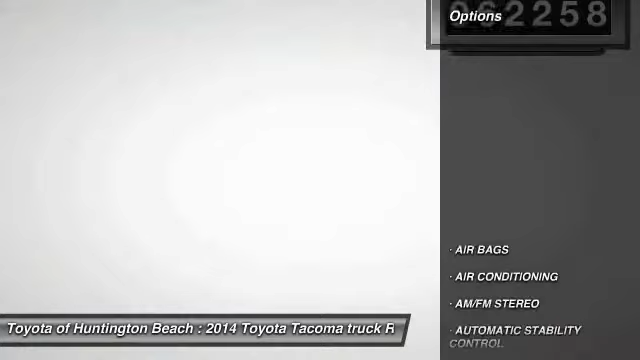 Options
062258
· AIR BAGS
· AIR CONDITIONING
· AM/FM STEREO
· AUTOMATIC STABILITY
CONTROL
Toyota of Huntington Beach : 2014 Toyota Tacoma truck R